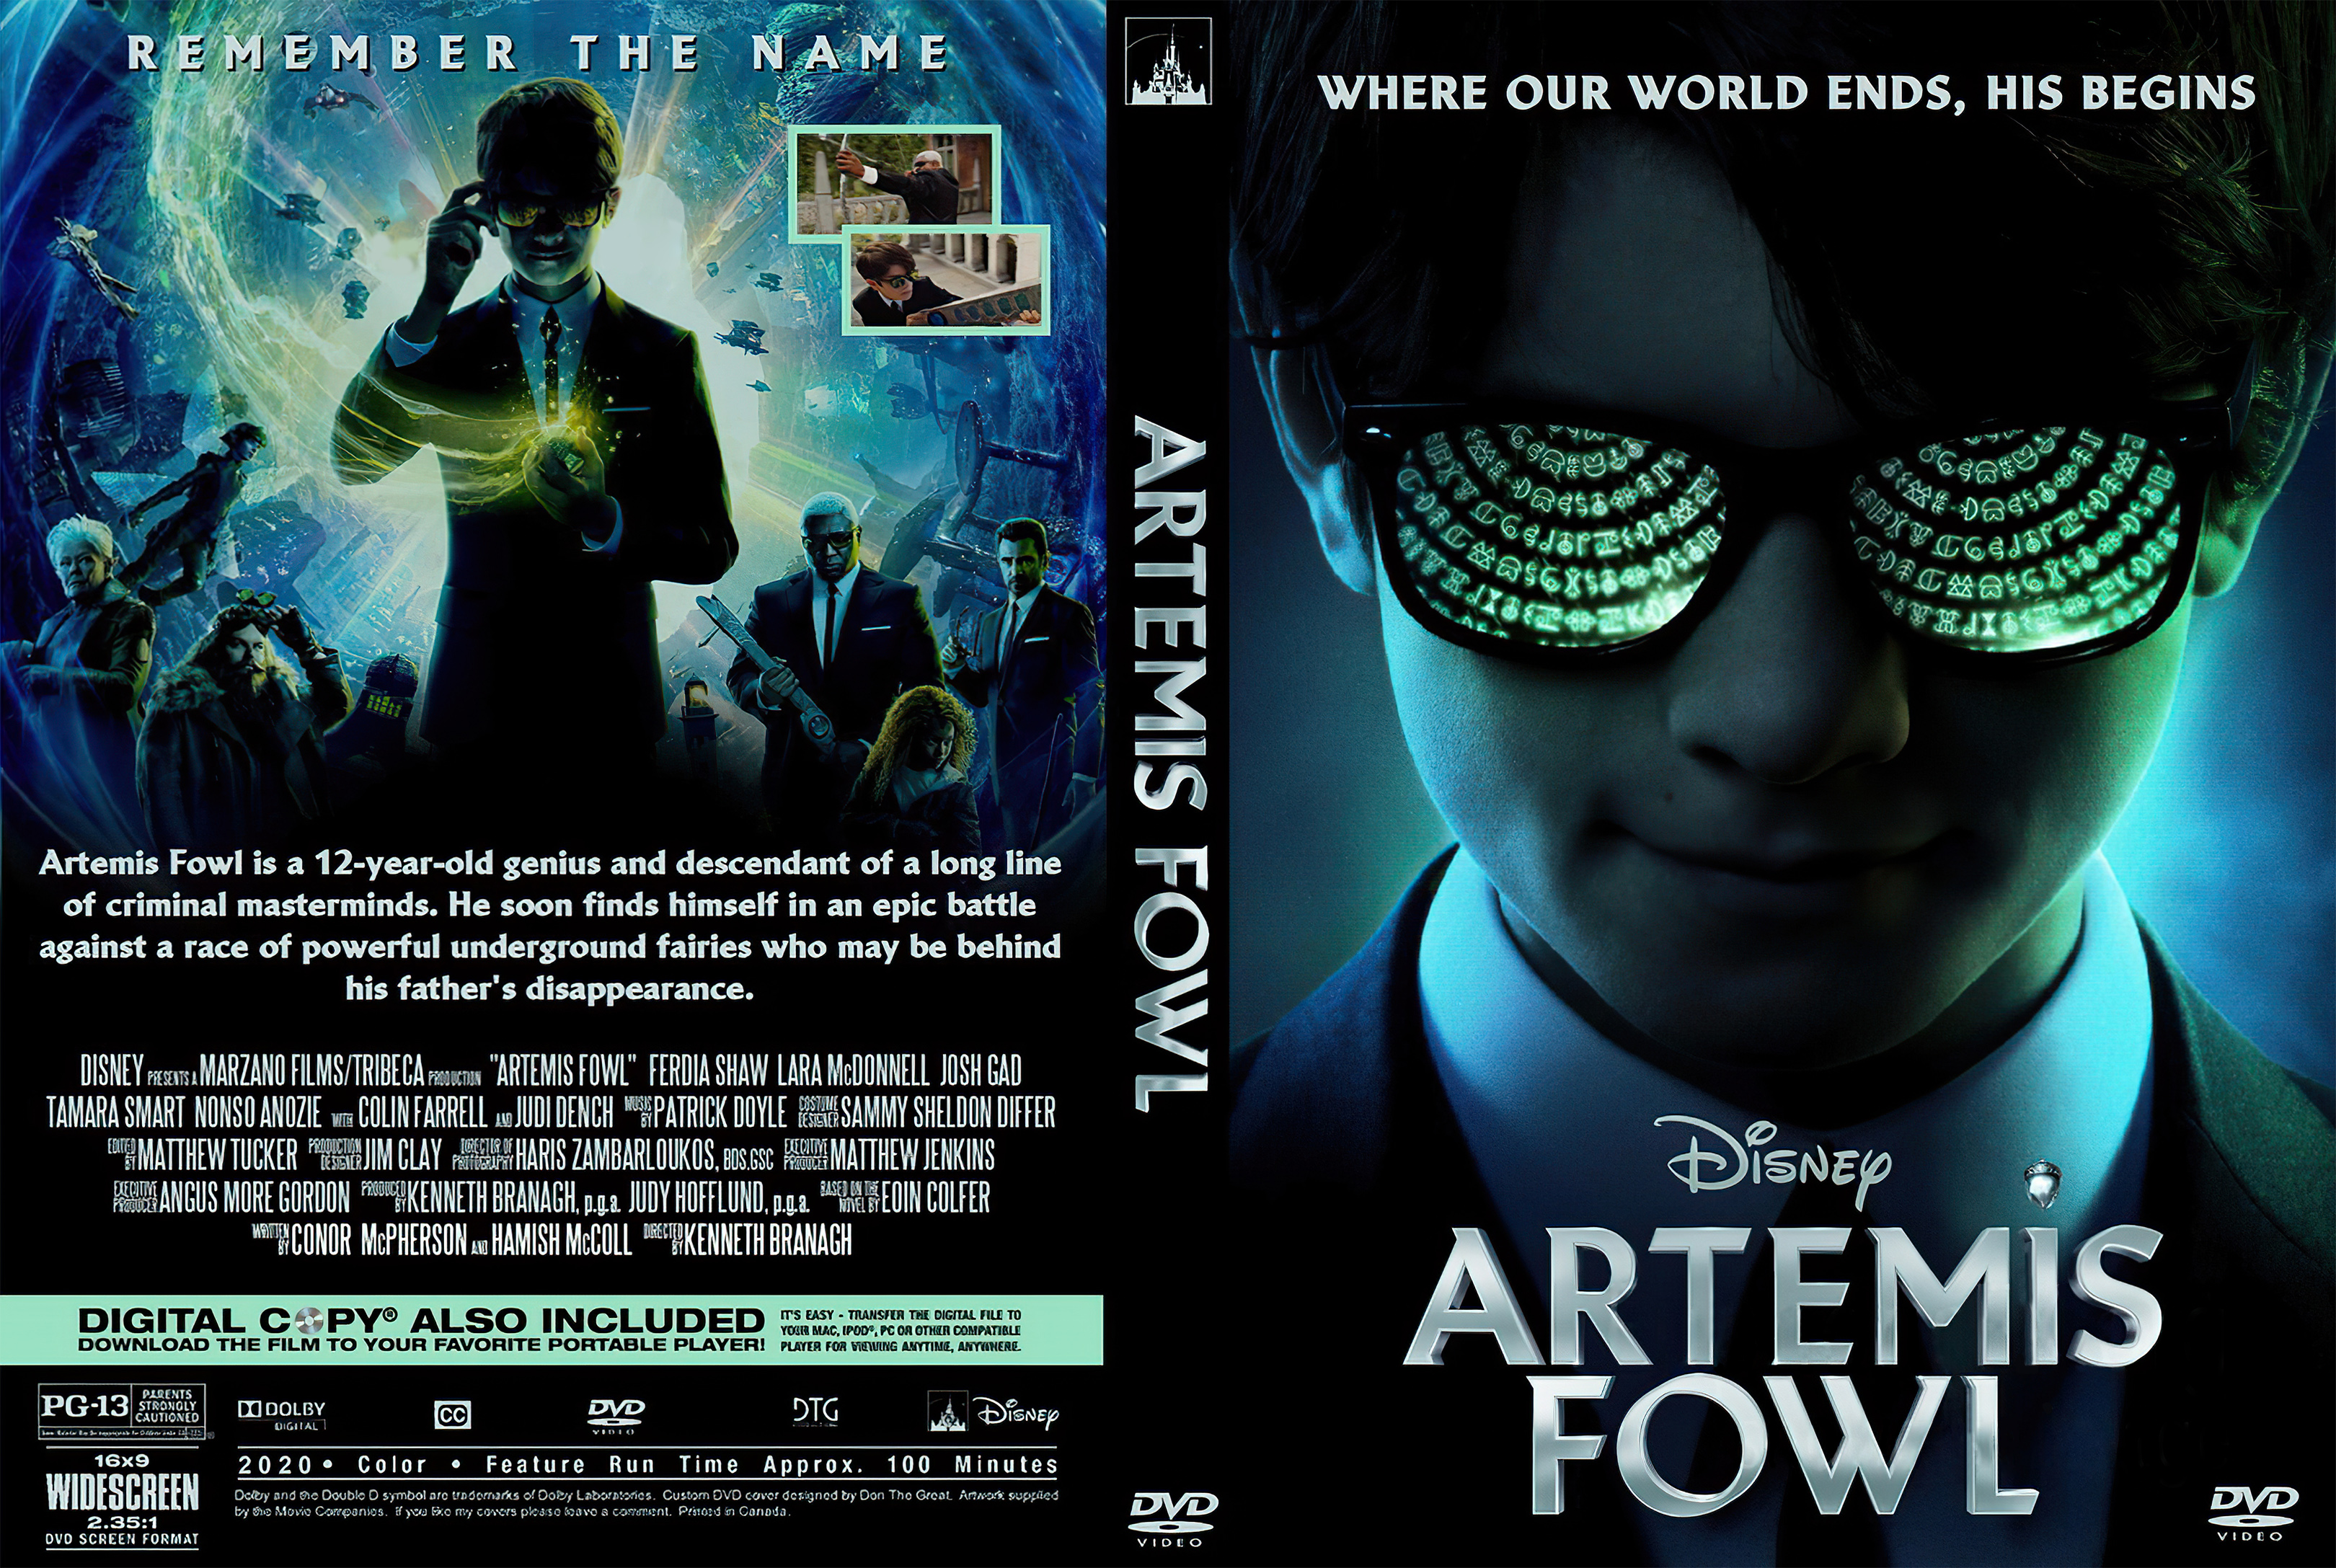 REMEMBER THE NAME
Artemis Fowl is a 12-year-old genius and descendant of a long line
of criminal masterminds. He soon finds himself in an epic battle
against a race of powerful underground fairies who may be behind
his father's disappearance.
DISNEY PRESENTS A MARZANO FILMS/TRIBECA PRODUCTION "ARTEMIS FOWL" FERDIA SHAW LARA McDONNELL JOSH GAD
TAMARA SMART NONSO ANOZIE WITH COLIN FARRELL AND JUDI DENCH MUSIC BY PATRICK DOYLE COSTUME DESIGNER SAMMY SHELDON DIFFER
EDITED BY MATTHEW TUCKER PRODUCTION DESIGNER JIM CLAY DIRECTOR OF PHOTOGRAPHY HARIS ZAMBARLOUKOS, BDS,GSC EXECUTIVE PRODUCER MATTHEW JENKINS
EXECUTIVE PRODUCER ANGUS MORE GORDON PRODUCED BY KENNETH BRANAGH, p.g.a. JUDY HOFFLUND, p.g.a. BASED ON THE NOVEL BY EOIN COLFER
WRITTEN BY CONOR McPHERSON AND HAMISH McCOLL DIRECTED BY KENNETH BRANAGH
DIGITAL COPY® ALSO INCLUDED
DOWNLOAD THE FILM TO YOUR FAVORITE PORTABLE PLAYER!
IT'S EASY - TRANSFER THE DIGITAL FILE TO
YOUR MAC, IPOD®, PC OR OTHER COMPATIBLE
PLAYER FOR VIEWING ANYTIME, ANYWHERE.
PG-13 PARENTS STRONGLY CAUTIONED
DOLBY DIGITAL
CC
DVD VIDEO
DTG
DISNEY
16x9
WIDESCREEN
2.35:1
DVD SCREEN FORMAT
2020 • Color • Feature Run Time Approx. 100 Minutes
Dolby and the Double D symbol are trademarks of Dolby Laboratories. Custom DVD cover designed by Don The Great. Artwork supplied
by the Movie Companies. If you like my covers please leave a comment. Printed in Canada.
ARTEMIS FOWL
DVD VIDEO
WHERE OUR WORLD ENDS, HIS BEGINS
DISNEY
ARTEMIS
FOWL
DVD VIDEO